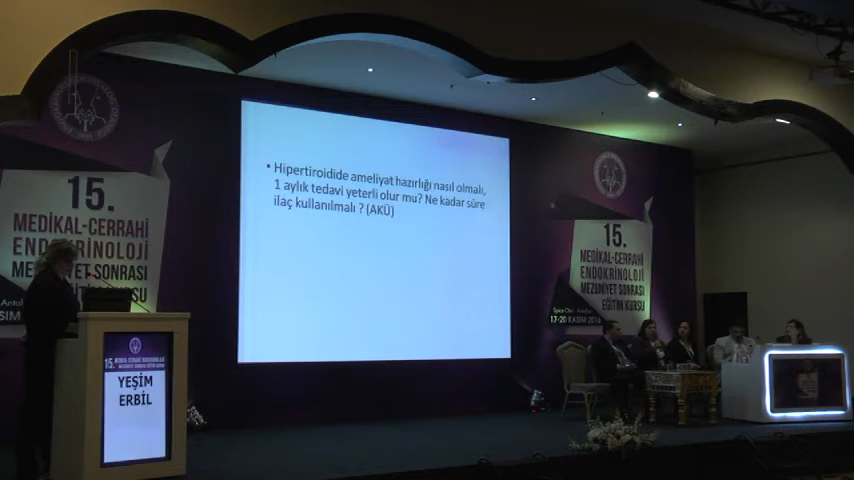 15.
MEDİKAL-CERRAHİ
ENDOKRİNOLOJİ
MEZUNİYET SONRASI
KURSU
• Hipertiroidide ameliyat hazırlığı nasıl olmalı,
1 aylık tedavi yeterli olur mu? Ne kadar süre
ilaç kullanılmalı ? (AKÜ)
15.
MEDİKAL-CERRAHİ
ENDOKRİNOLOJİ
MEZUNİYET SONRASI
EĞİTİM KURSU
17-20 KASIM 2016
15.
YEŞİM
ERBİL